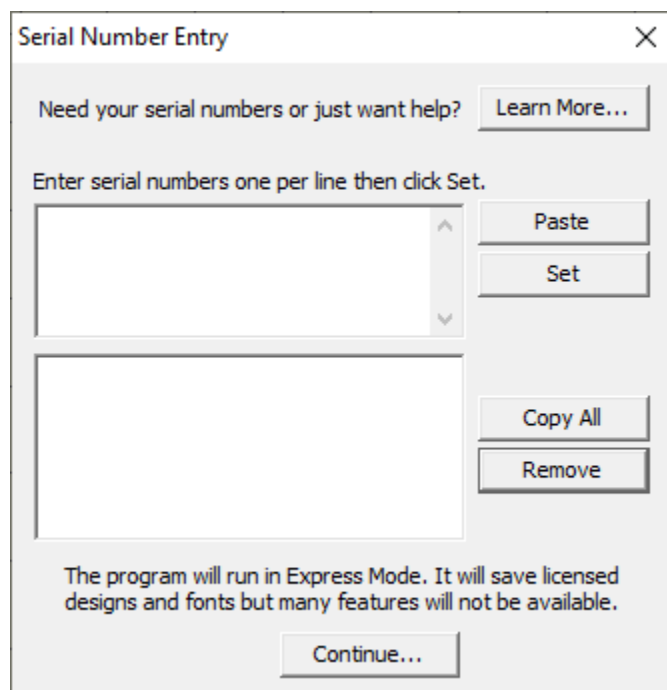 Serial Number Entry
Need your serial numbers or just want help?
Learn More...
Enter serial numbers one per line then click Set.
Paste
Set
Copy All
Remove
The program will run in Express Mode. It will save licensed
designs and fonts but many features will not be available.
Continue...